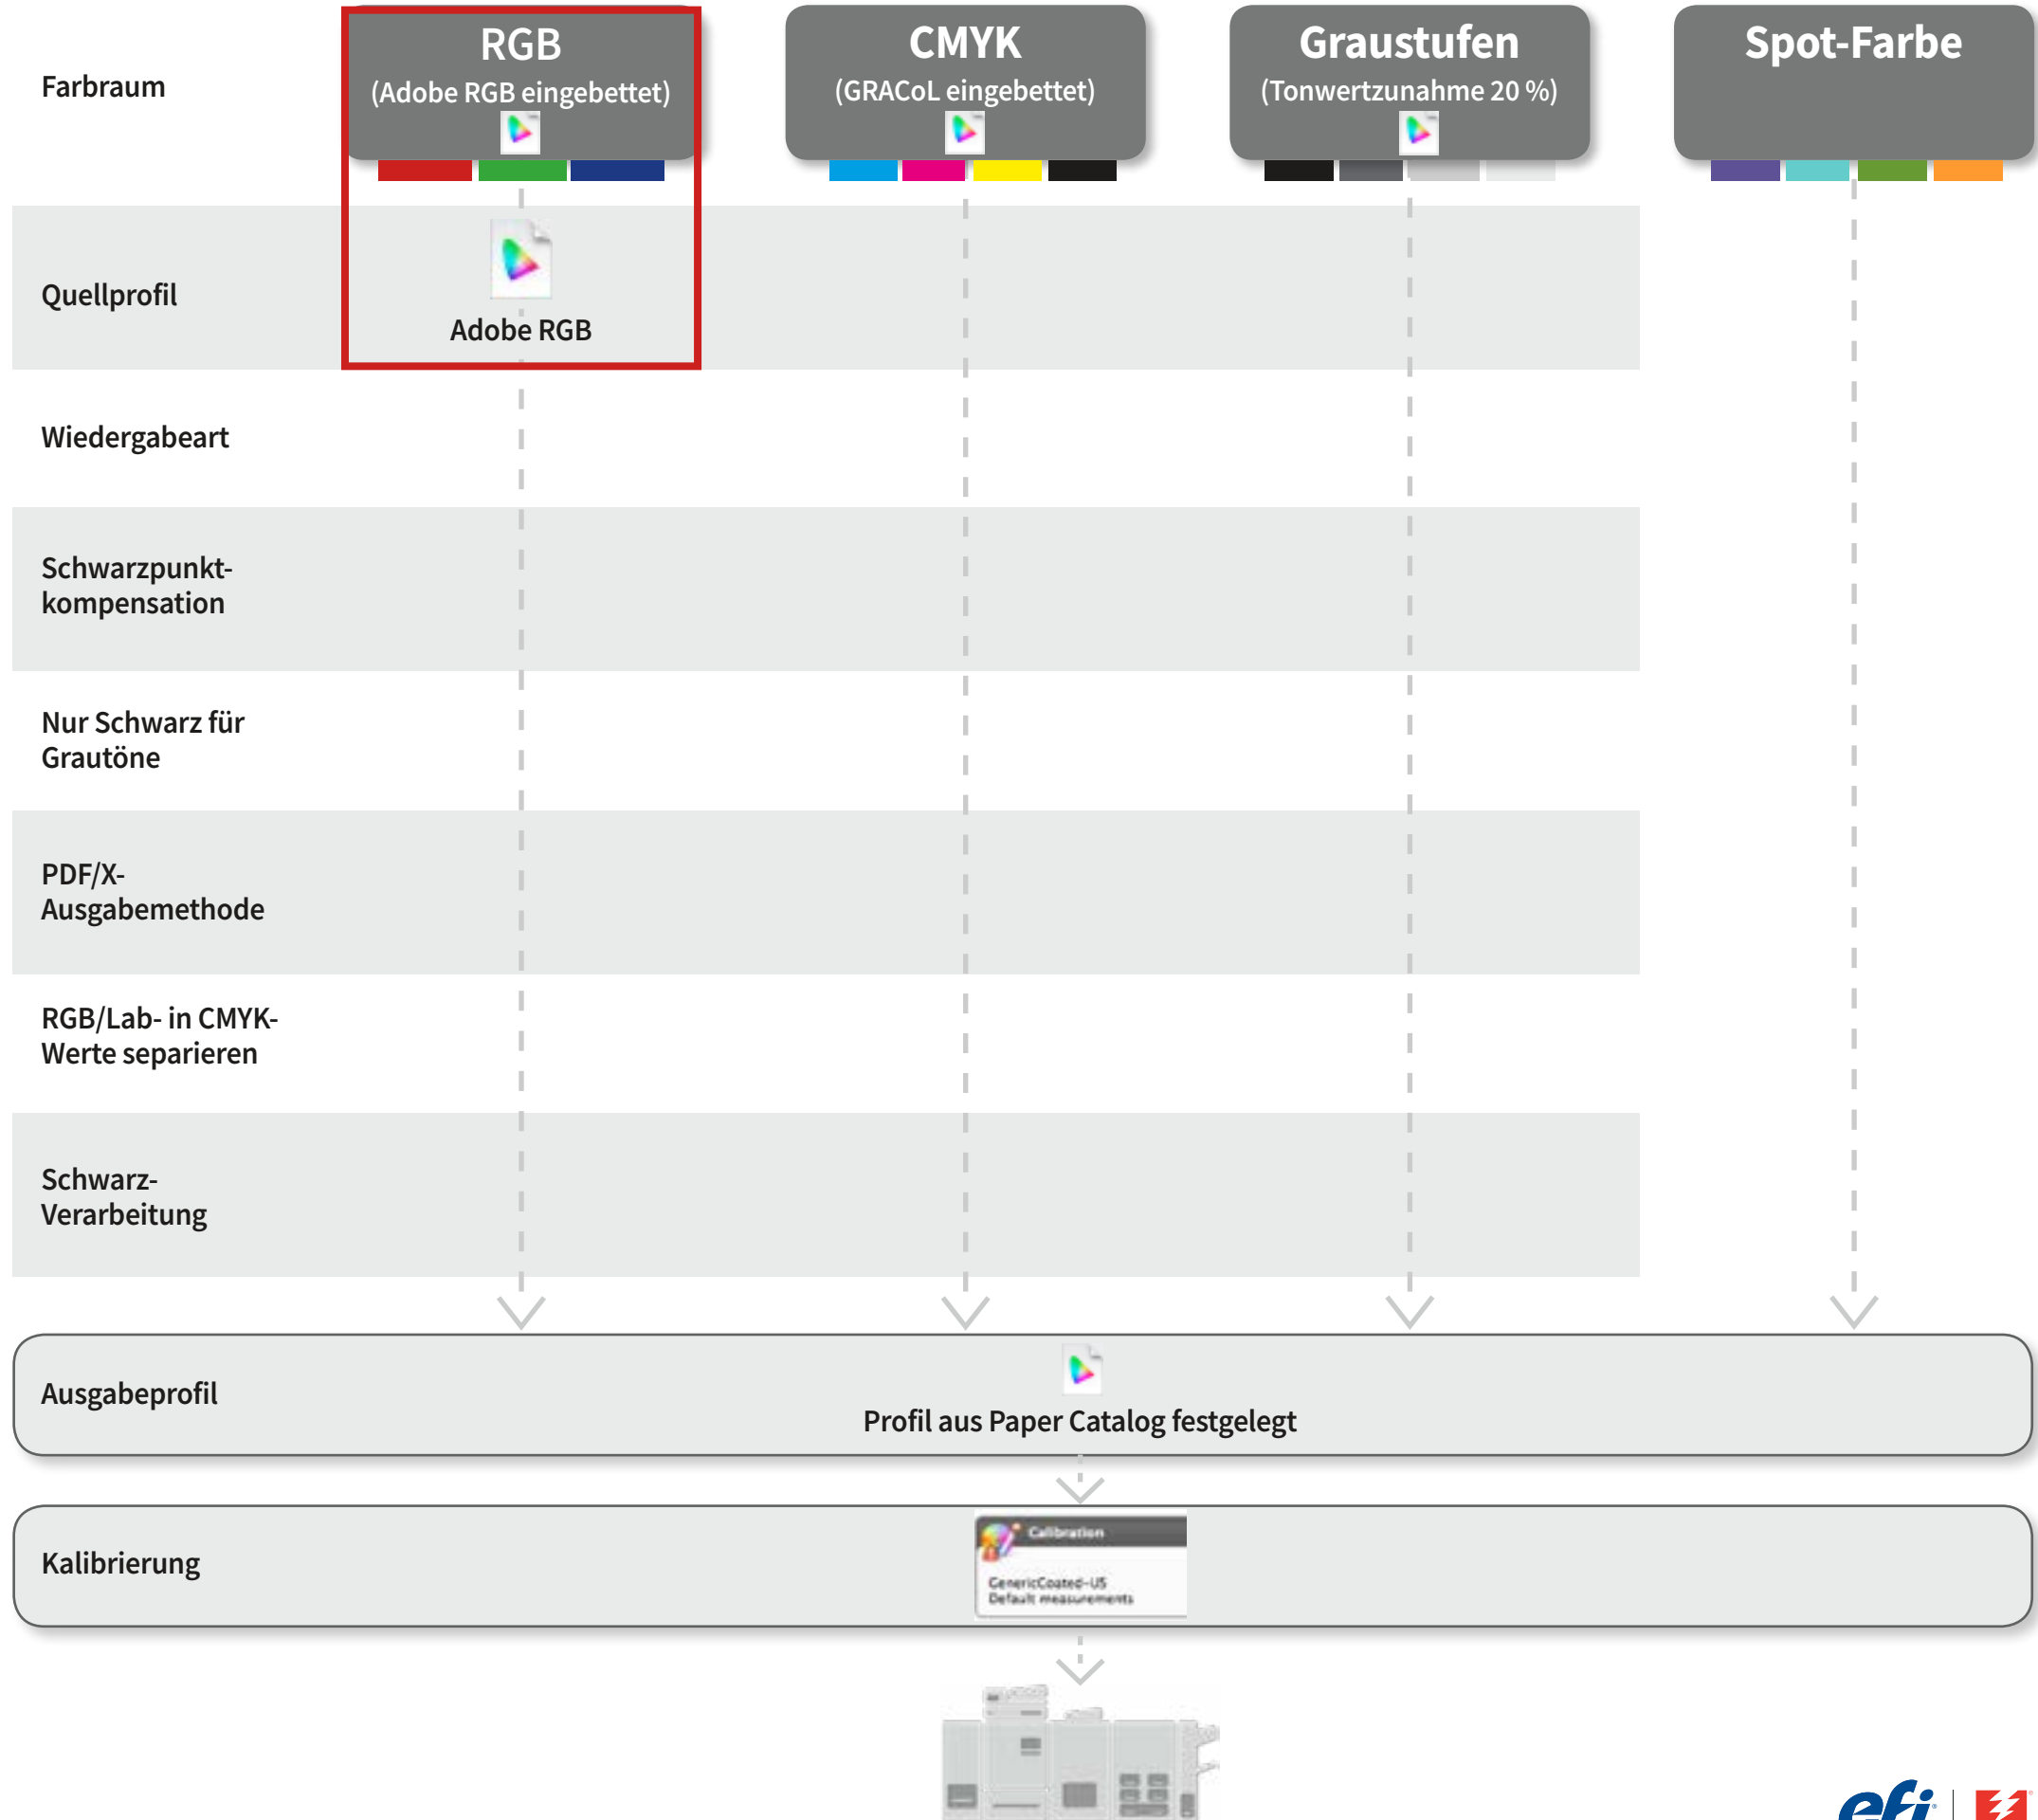 Farbraum
RGB
(Adobe RGB eingebettet)
CMYK
(GRACoL eingebettet)
Graustufen
(Tonwertzunahme 20 %)
Spot-Farbe
Quellprofil
Adobe RGB
Wiedergabeart
Schwarzpunkt-
kompensation
Nur Schwarz für
Grautöne
PDF/X-
Ausgabemethode
RGB/Lab- in CMYK-
Werte separieren
Schwarz-
Verarbeitung
Ausgabeprofil
Profil aus Paper Catalog festgelegt
Kalibrierung
Calibration
GenericCoated-US
Default measurements
efi